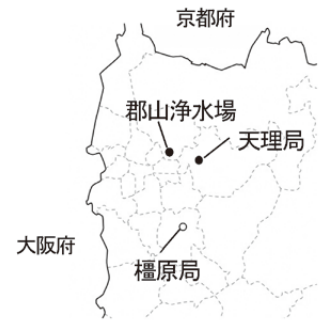 京都府
郡山浄水場
天理局
大阪府
橿原局